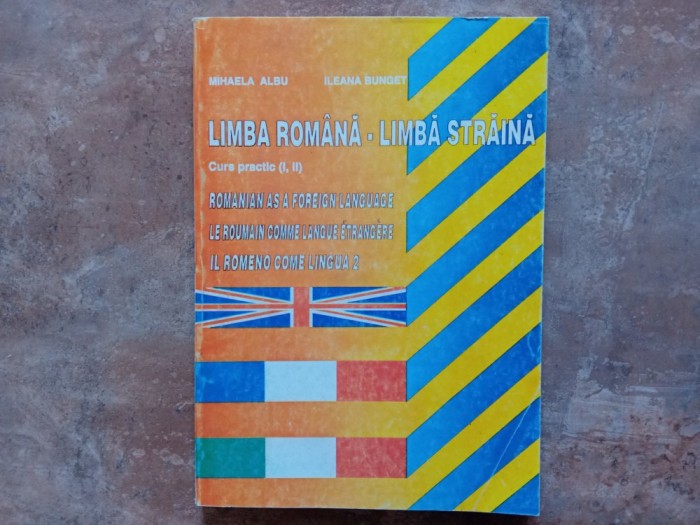 MIHAELA ALBU ILEANA BUNGET
LIMBA ROMÂNĂ - LIMBĂ STRĂINĂ
Curs practic (I, II)
ROMANIAN AS A FOREIGN LANGUAGE
LE ROUMAIN COMME LANGUE ÉTRANGÈRE
IL ROMENO COME LINGUA 2